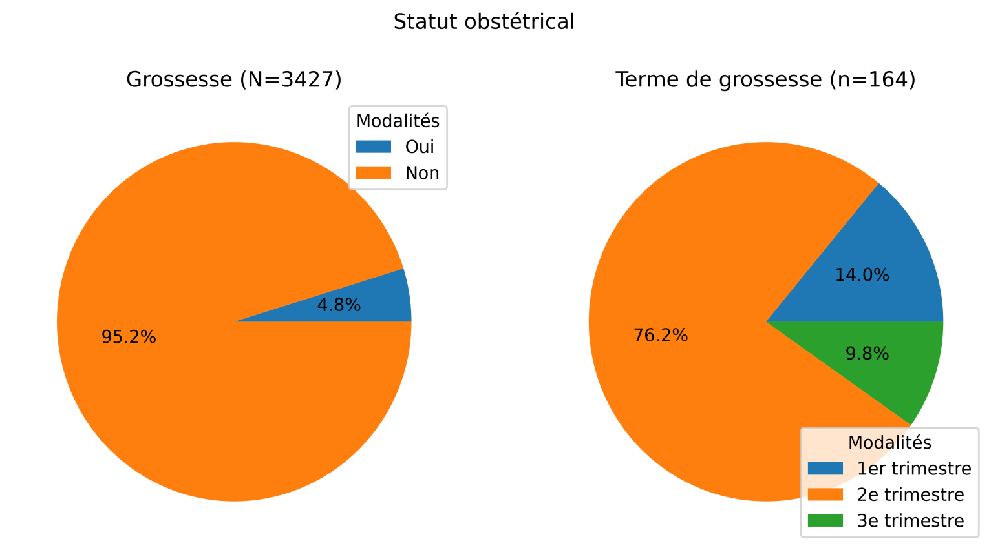 Statut obstétrical
Grossesse (N=3427)
Modalités
Oui
Non
4.8%
95.2%
Terme de grossesse (n=164)
14.0%
76.2%
9.8%
Modalités
1er trimestre
2e trimestre
3e trimestre